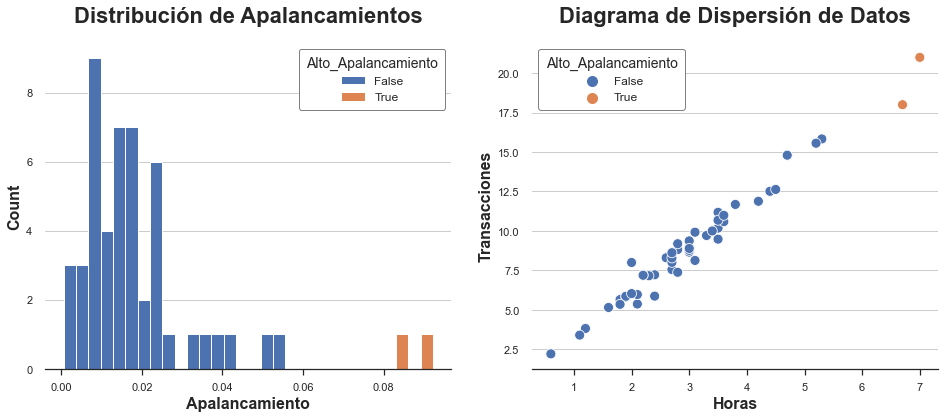 Distribución de Apalancamientos
Alto_Apalancamiento
False
True
8
6
4
2
0
Count
0.00 0.02 0.04 0.06 0.08
Apalancamiento
Diagrama de Dispersión de Datos
Alto_Apalancamiento
False
True
20.0
17.5
15.0
12.5
10.0
7.5
5.0
2.5
Transacciones
1 2 3 4 5 6 7
Horas